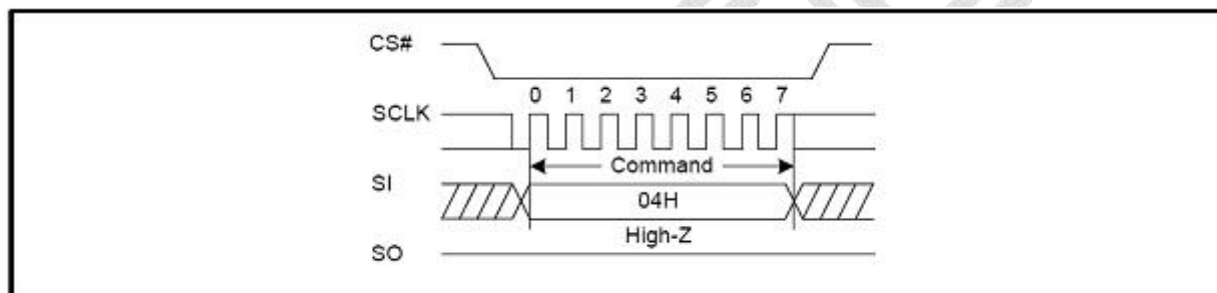 CS#
0 1 2 3 4 5 6 7
SCLK
Command
SI
04H
High-Z
SO